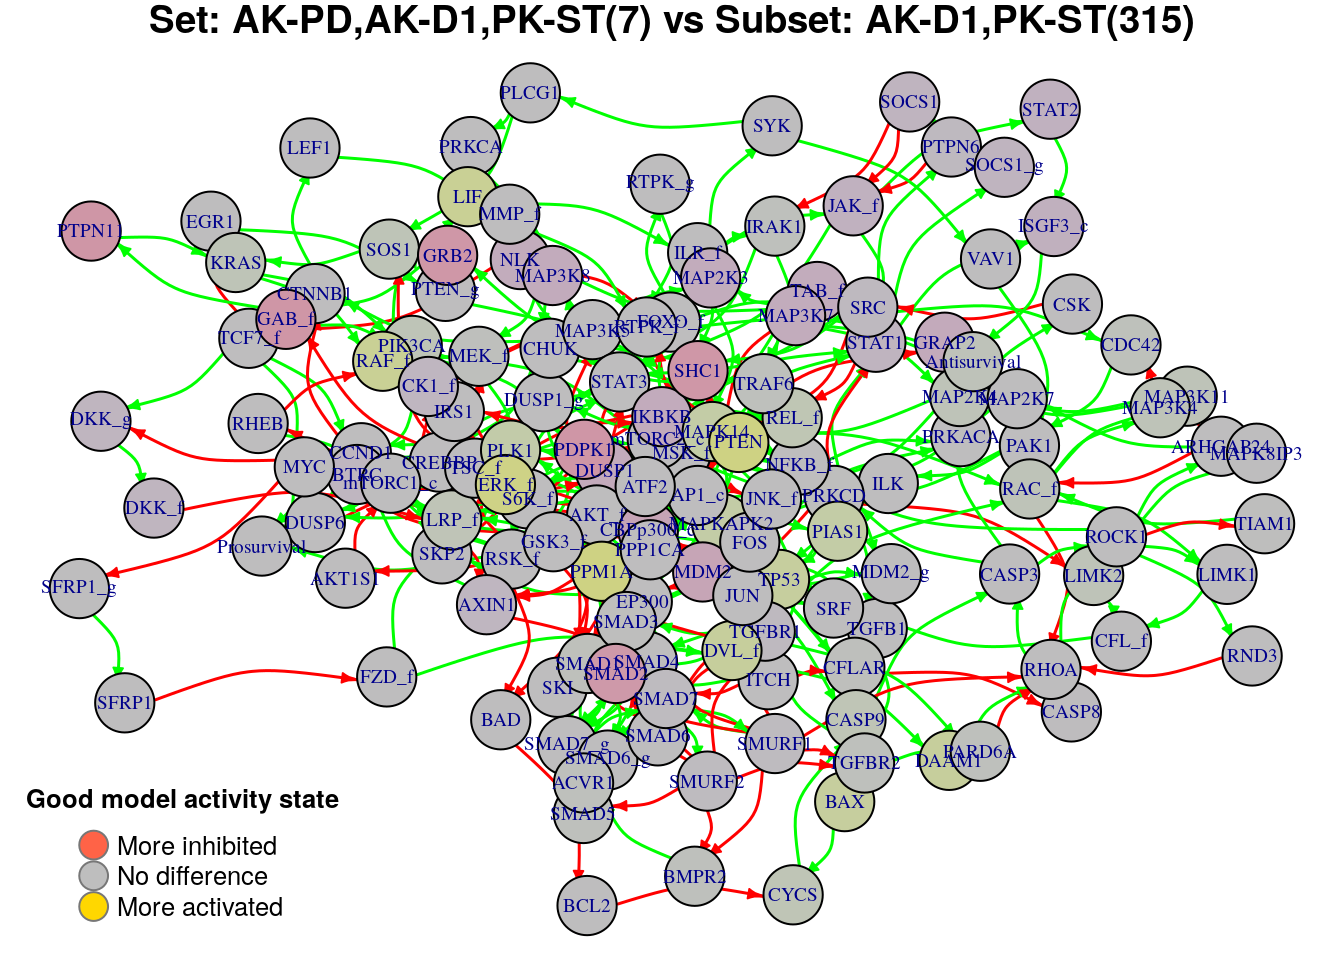 Set: AK-PD,AK-D1,PK-ST(7) vs Subset: AK-D1,PK-ST(315)
PLCG1
SOCS1
STAT2
SYK
PRKCA
LEF1
PTPN6
SOCS1_g
RTPK_g
LIF
MMP_f
JAK_f
EGR1
IRAK1
ISGF3_c
PTPN11
SOS1
ILR_f
GRB2
NLK
VAV1
KRAS
MAP3K8
MAP2K3
PTEN_g
CTNNB1
TAB_f
SRC
CSK
GAB_f
MAP3K7
FOXO_f
RTPK_f
MAP3K5
TCF7_f
PIK3CA
STAT1
GRAP2
CDC42
CHUK
MEK_f
RAF_f
Antisurvival
SHC1
STAT3
TRAF6
CK1_f
MAP2K4
MAP2K7
MAP3K11
MAP3K4
DUSP1_g
IRS1
IKBKB
REL_f
DKK_g
RHEB
PRKACA
PAK1
PTEN
PLK1
PDPK1
CCND1
ARHGAP24
MAPK8IP3
MSK_f
NFKB_f
CREBBP
TSC_f
MYC
BTRC
DUSP1
mTORC1_c
ERK_f
ATF2
AP1_c
JNK_f
PRKCD
ILK
RAC_f
S6K_f
DKK_f
AKT_f
LRP_f
DUSP6
MAPKAPK2
CBPp300_c
PIAS1
TIAM1
ROCK1
GSK3_f
FOS
Prosurvival
PPP1CA
SKP2
RSK_f
PPM1A
MDM2
TP53
MDM2_g
CASP3
LIMK2
LIMK1
AKT1S1
SFRP1_g
JUN
AXIN1
EP300
SRF
SMAD3
TGFBR1
TGFB1
CFL_f
DVL_f
RND3
SMAD1
SMAD4
SMAD2
CFLAR
RHOA
FZD_f
ITCH
SKI
SFRP1
SMAD7
CASP8
BAD
CASP9
SMAD6
SMAD7_g
SMURF1
SMAD6_g
TGFBR2
DAAM1
PARD6A
ACVR1
SMURF2
BAX
SMAD5
Good model activity state
More inhibited
No difference
More activated
BMPR2
CYCS
BCL2